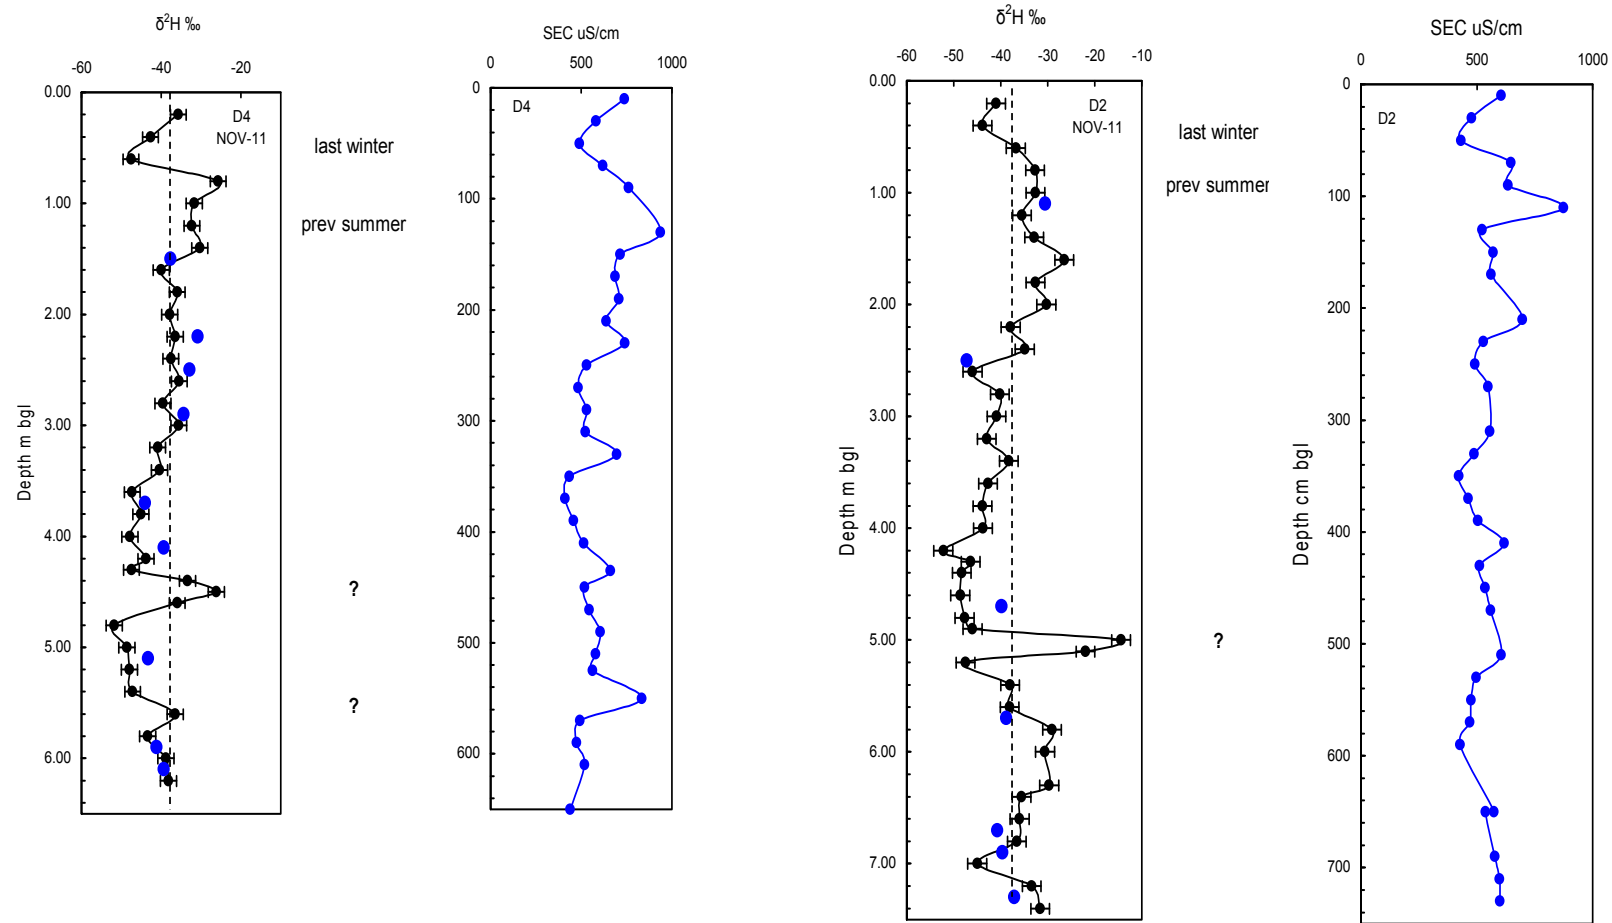 δ²H ‰
-60 -40 -20
0.00
1.00
2.00
3.00
4.00
5.00
6.00
Depth m bgl
D4
NOV-11
last winter
prev summer
?
?
SEC uS/cm
0 500 1000
0
100
200
300
400
500
600
D4
δ²H ‰
-60 -50 -40 -30 -20 -10
0.00
1.00
2.00
3.00
4.00
5.00
6.00
7.00
Depth m bgl
D2
NOV-11
last winter
prev summer
?
SEC uS/cm
0 500 1000
0
100
200
300
400
500
600
700
Depth cm bgl
D2